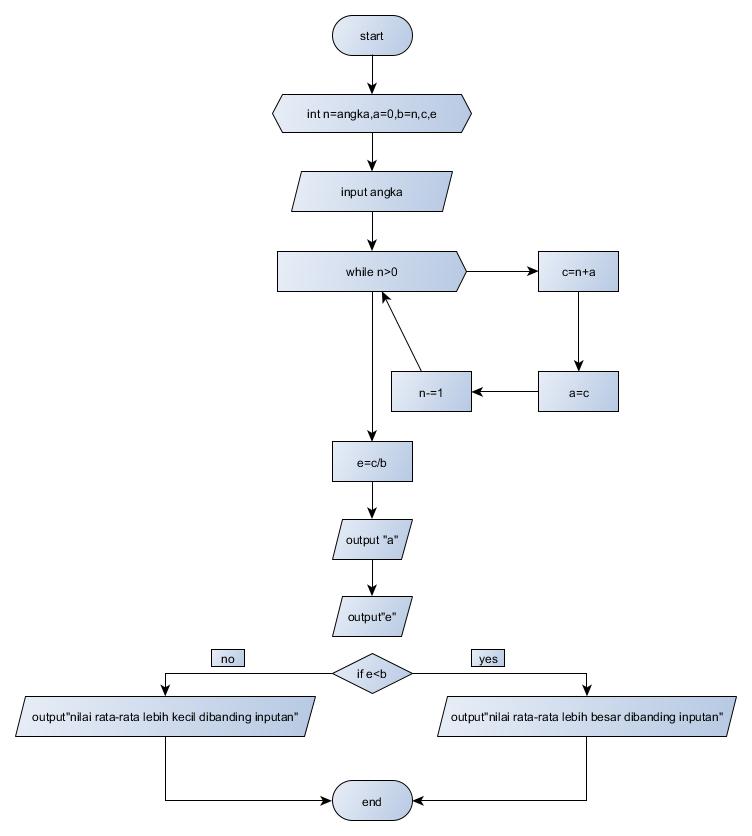 start
int n=angka,a=0,b=n,c,e
input angka
while n>0
c=n+a
n-=1
a=c
e=c/b
output "a"
output"e"
no
yes
if e<b
output"nilai rata-rata lebih kecil dibanding inputan"
output"nilai rata-rata lebih besar dibanding inputan"
end